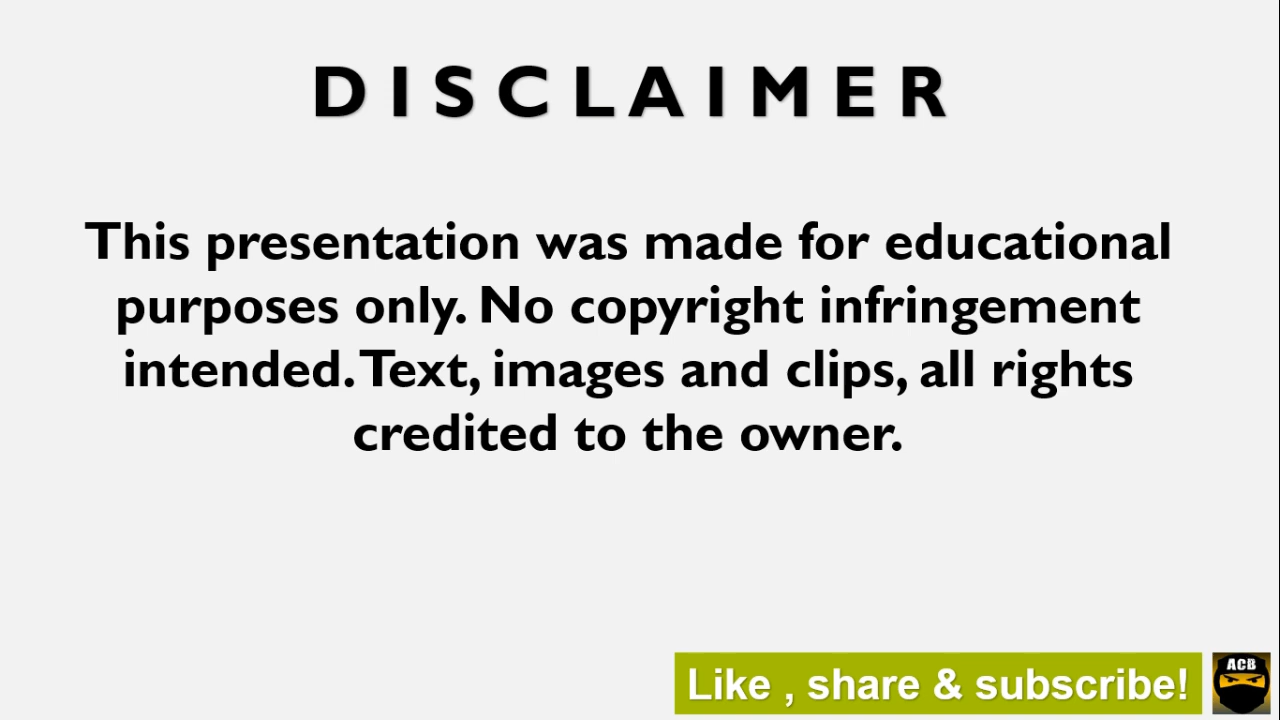 DISCLAIMER
This presentation was made for educational
purposes only. No copyright infringement
intended. Text, images and clips, all rights
credited to the owner.
Like , share & subscribe!
ACB